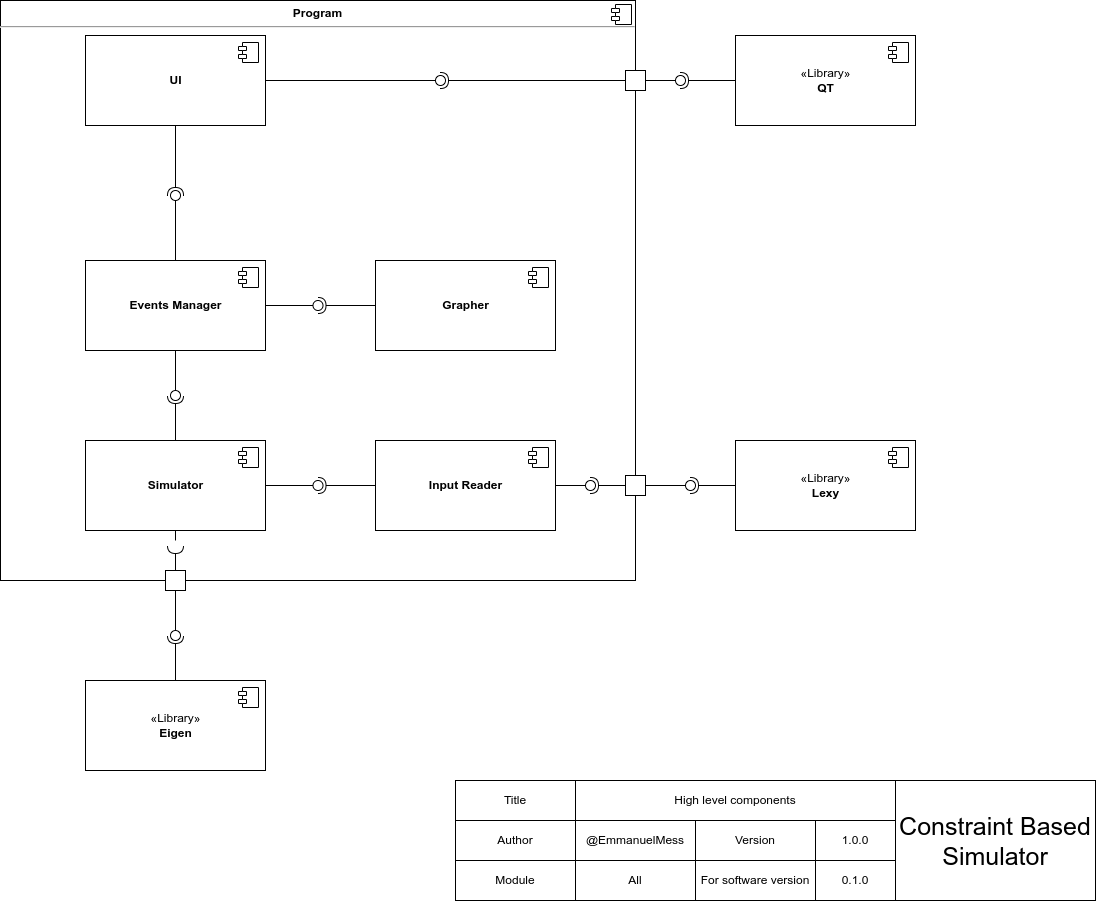 Program
UI
«Library»
QT
Events Manager
Grapher
Simulator
Input Reader
«Library»
Lexy
«Library»
Eigen
Title
High level components
Author
@EmmanuelMess
Version
1.0.0
Module
All
For software version
0.1.0
Constraint Based
Simulator